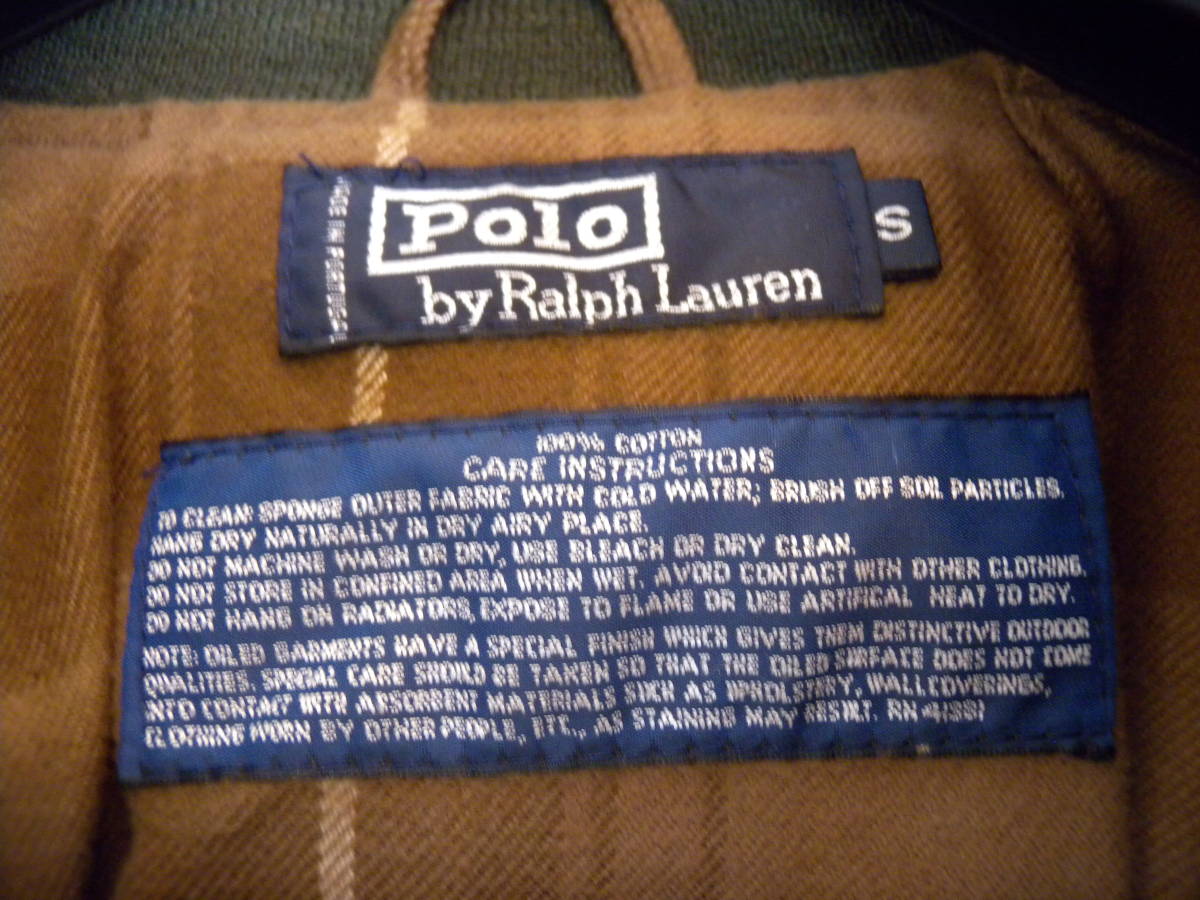 MADE IN PORTUGAL
Polo
by Ralph Lauren
S
100% COTTON
CARE INSTRUCTIONS
TO CLEAN: SPONGE OUTER FABRIC WITH COLD WATER; BRUSH OFF SOIL PARTICLES.
HANG DRY NATURALLY IN DRY AIRY PLACE.
DO NOT MACHINE WASH OR DRY, USE BLEACH OR DRY CLEAN.
DO NOT STORE IN CONFINED AREA WHEN WET. AVOID CONTACT WITH OTHER CLOTHING.
DO NOT HANG ON RADIATORS, EXPOSE TO FLAME OR USE ARTIFICAL HEAT TO DRY.
NOTE: OILED GARMENTS HAVE A SPECIAL FINISH WHICH GIVES THEM DISTINCTIVE OUTDOOR
QUALITIES. SPECIAL CARE SHOULD BE TAKEN SO THAT THE OILED SURFACE DOES NOT COME
INTO CONTACT WITH ABSORBENT MATERIALS SUCH AS UPHOLSTERY, WALLCOVERINGS,
CLOTHING WORN BY OTHER PEOPLE, ETC., AS STAINING MAY RESULT. RN 41381